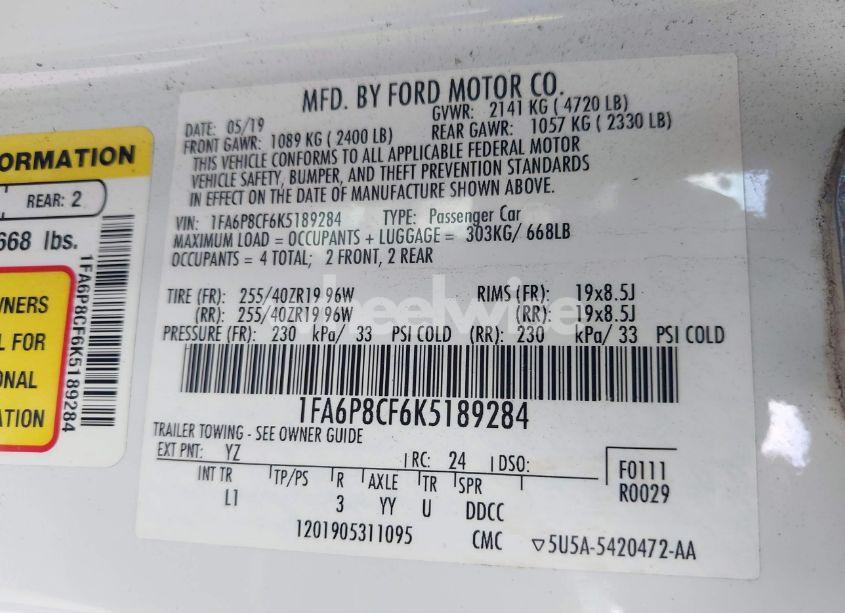 MFD. BY FORD MOTOR CO.
DATE: 05/19 GVWR: 2141 KG ( 4720 LB)
FRONT GAWR: 1089 KG ( 2400 LB) REAR GAWR: 1057 KG ( 2330 LB)
THIS VEHICLE CONFORMS TO ALL APPLICABLE FEDERAL MOTOR
VEHICLE SAFETY, BUMPER, AND THEFT PREVENTION STANDARDS
IN EFFECT ON THE DATE OF MANUFACTURE SHOWN ABOVE.
VIN: 1FA6P8CF6K5189284 TYPE: Passenger Car
MAXIMUM LOAD = OCCUPANTS + LUGGAGE = 303KG/ 668LB
OCCUPANTS = 4 TOTAL; 2 FRONT, 2 REAR
TIRE (FR): 255/40ZR19 96W RIMS (FR): 19x8.5J
(RR): 255/40ZR19 96W (RR): 19x8.5J
PRESSURE (FR): 230 kPa/ 33 PSI COLD (RR): 230 kPa/ 33 PSI COLD
1FA6P8CF6K5189284
TRAILER TOWING - SEE OWNER GUIDE
EXT PNT: YZ RC: 24 DSO: F0111
R0029
INT TR TP/PS R AXLE TR SPR
L1 3 YY U DDCC
1201905311095 CMC ▽5U5A-5420472-AA
ORMATION
REAR: 2
668 lbs.
1FA6P8CF6K5189284
WNERS
L FOR
ONAL
ATION
wheelwise